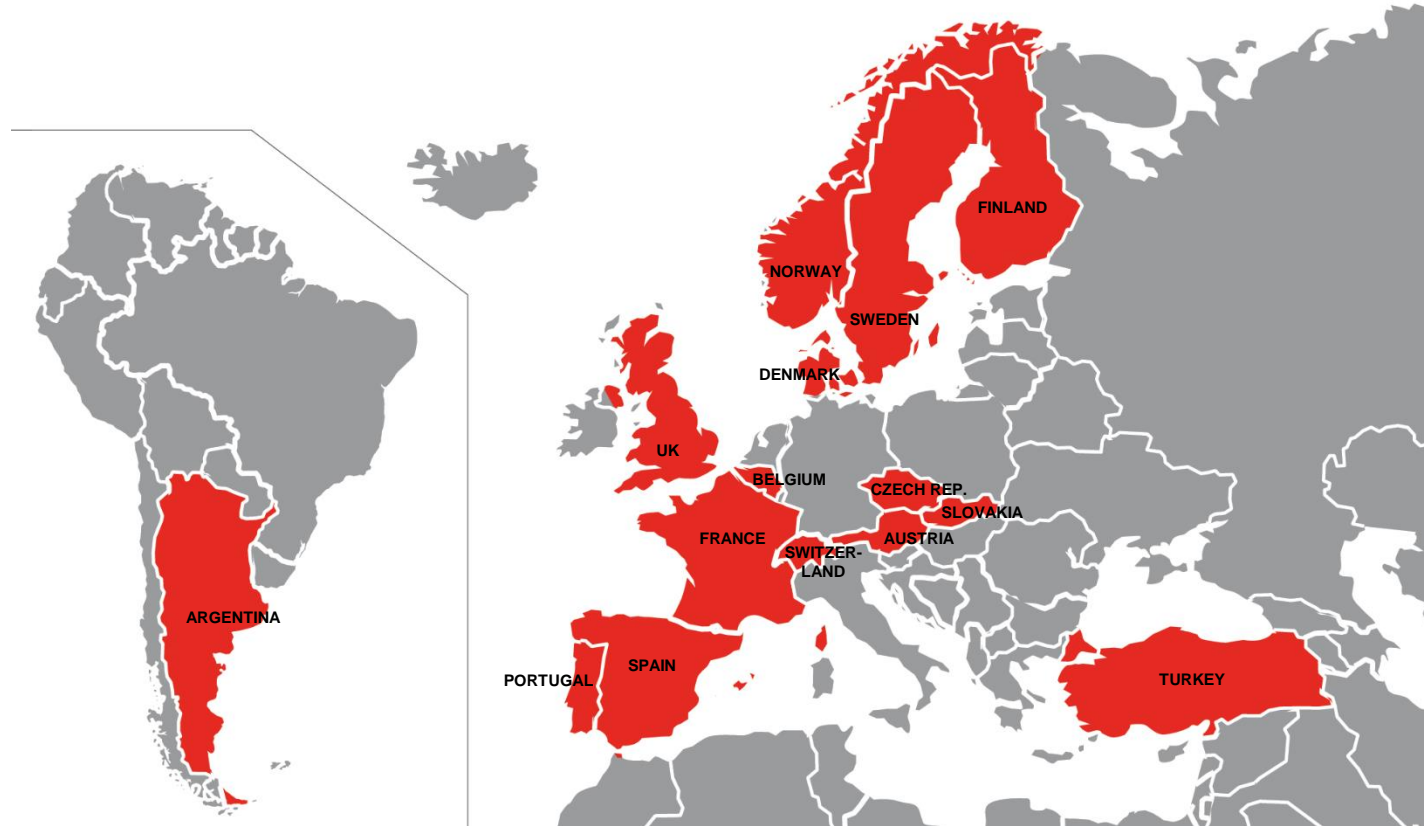 FINLAND
NORWAY
SWEDEN
DENMARK
UK
BELGIUM
CZECH REP.
SLOVAKIA
FRANCE
AUSTRIA
SWITZER-
LAND
ARGENTINA
SPAIN
PORTUGAL
TURKEY